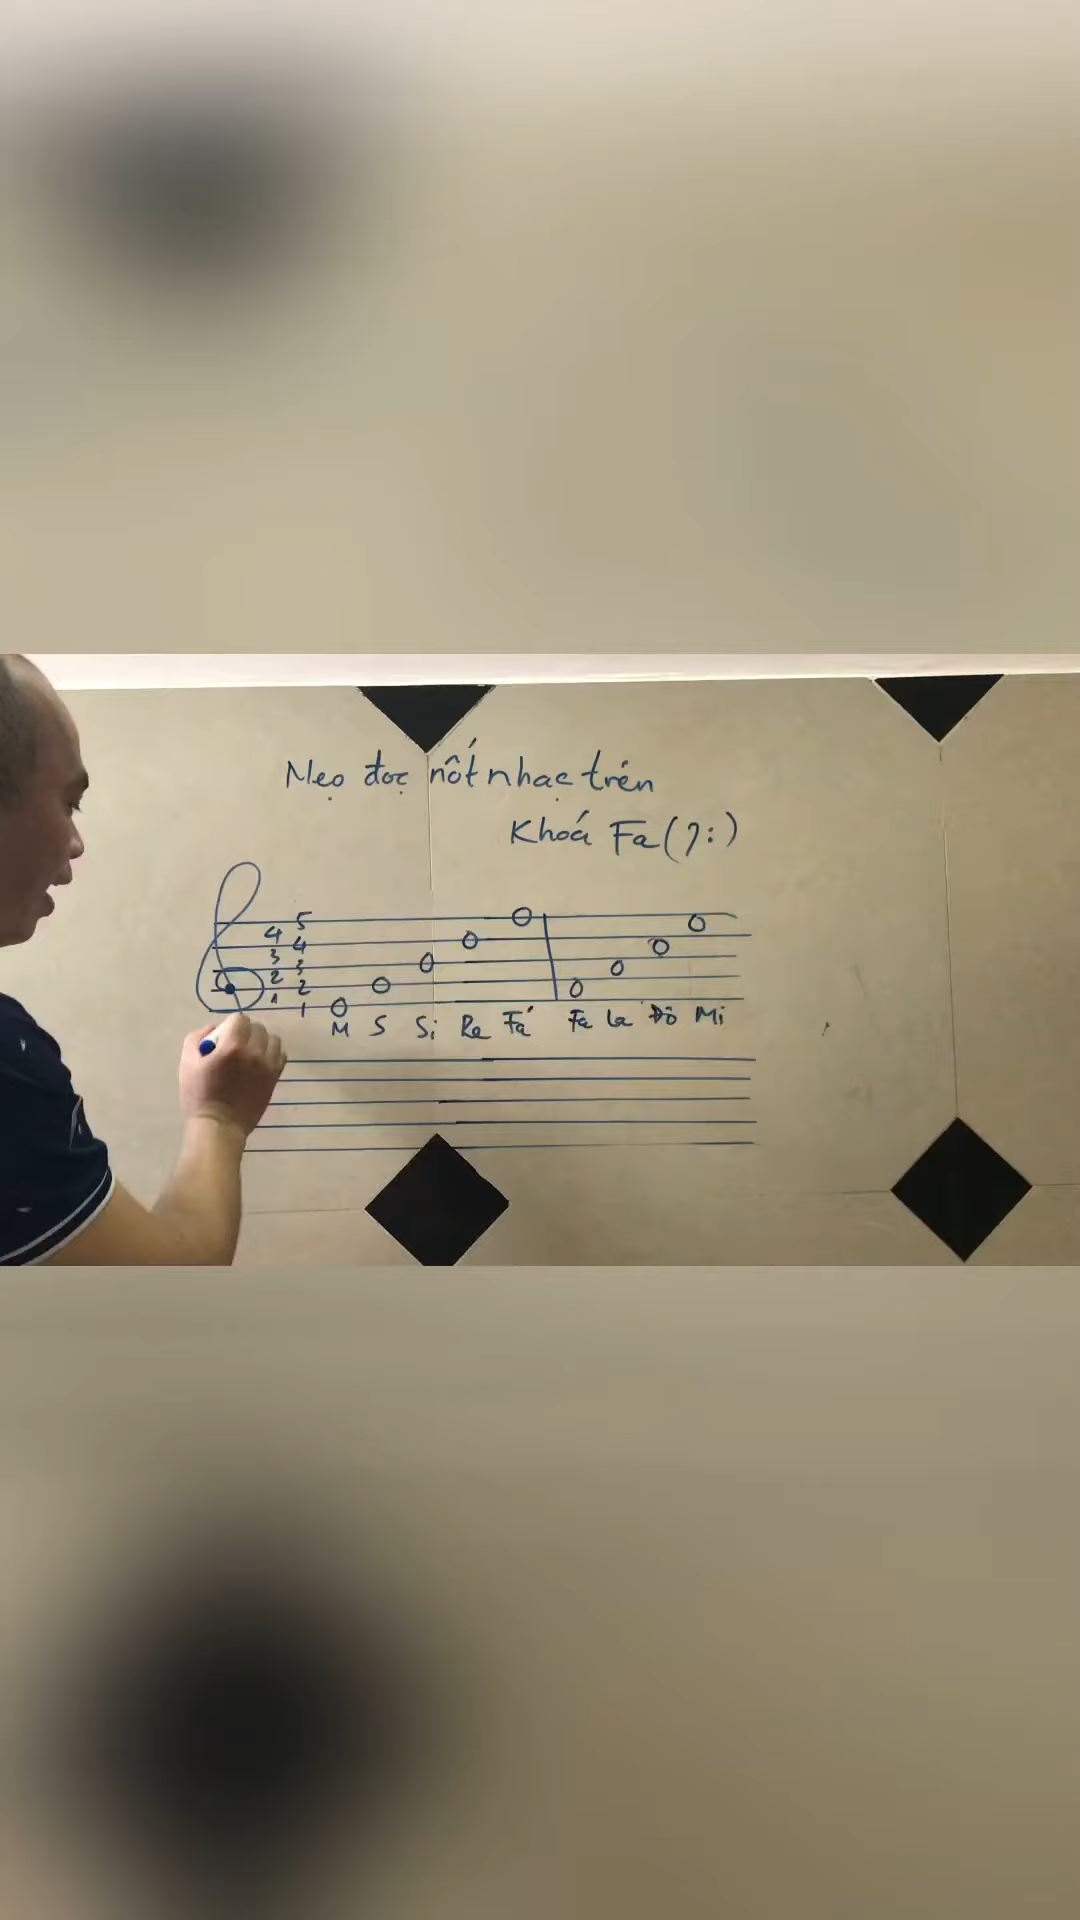 Mẹo đọc nốt nhạc trên
Khoá Fa (𝄢)
5
4 4
3 3
2 2
1 1
M S Si Re Fá Fa La Đô Mi